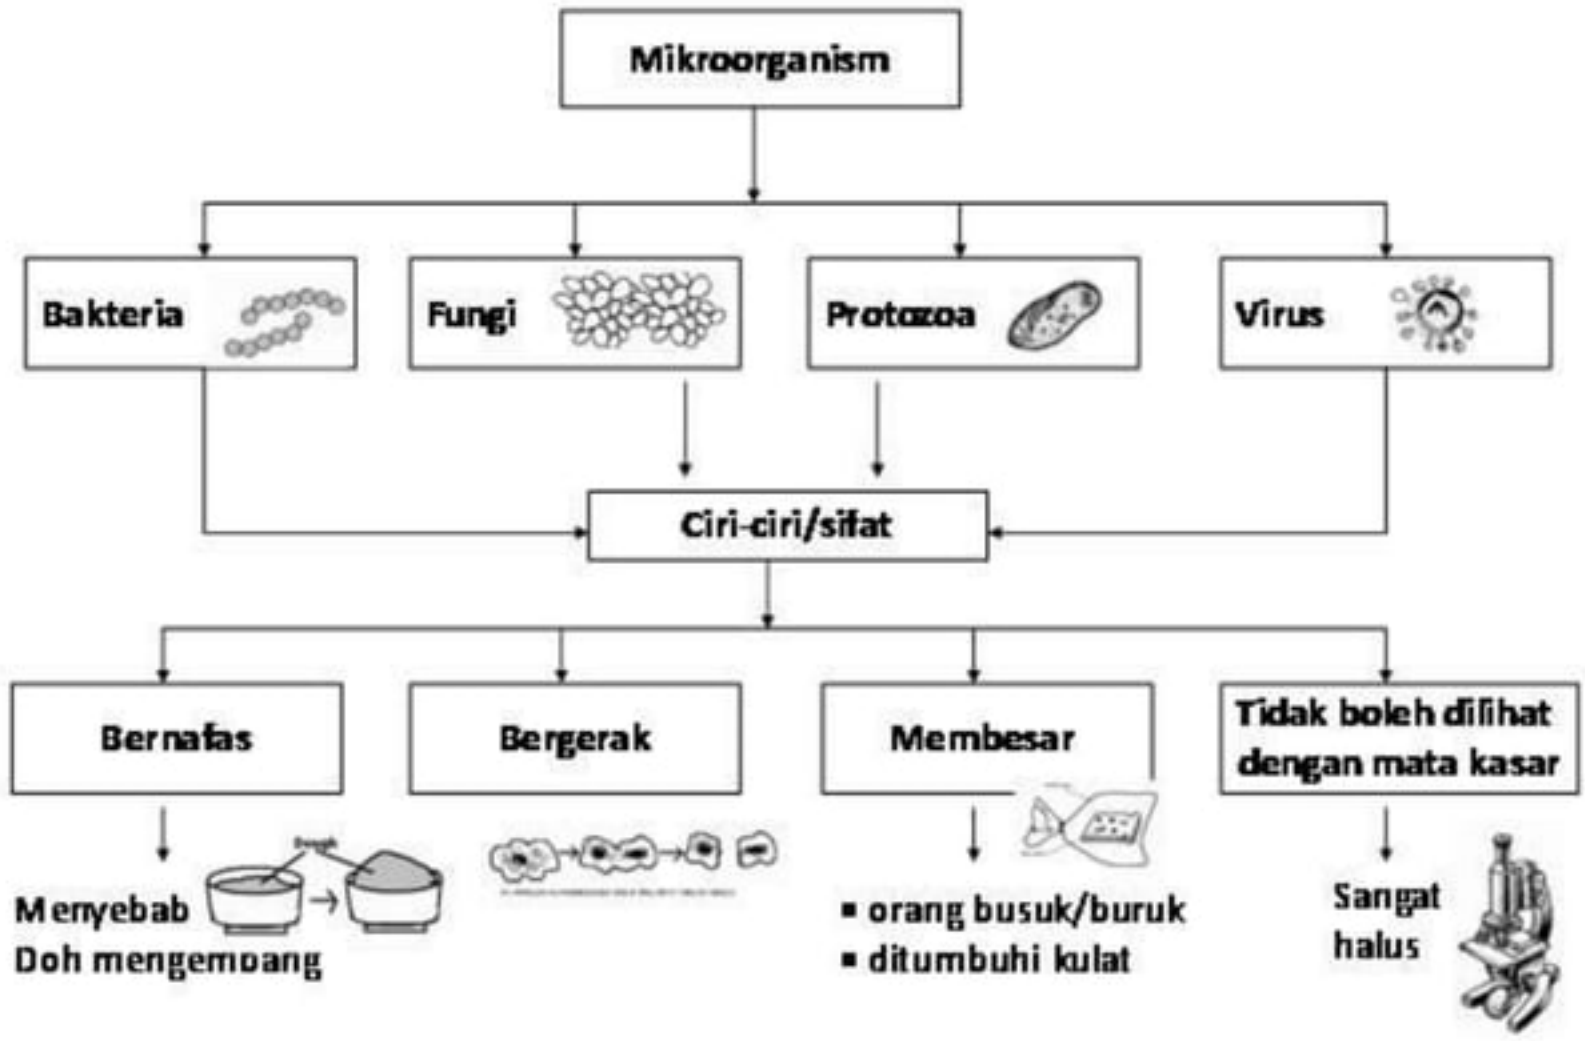 Mikroorganism
Bakteria
Fungi
Protozoa
Virus
Ciri-ciri/sifat
Bernafas
Bergerak
Membesar
Tidak boleh dilihat
dengan mata kasar
Dough
Menyebab
Doh mengembang
▪ orang busuk/buruk
▪ ditumbuhi kulat
Sangat
halus